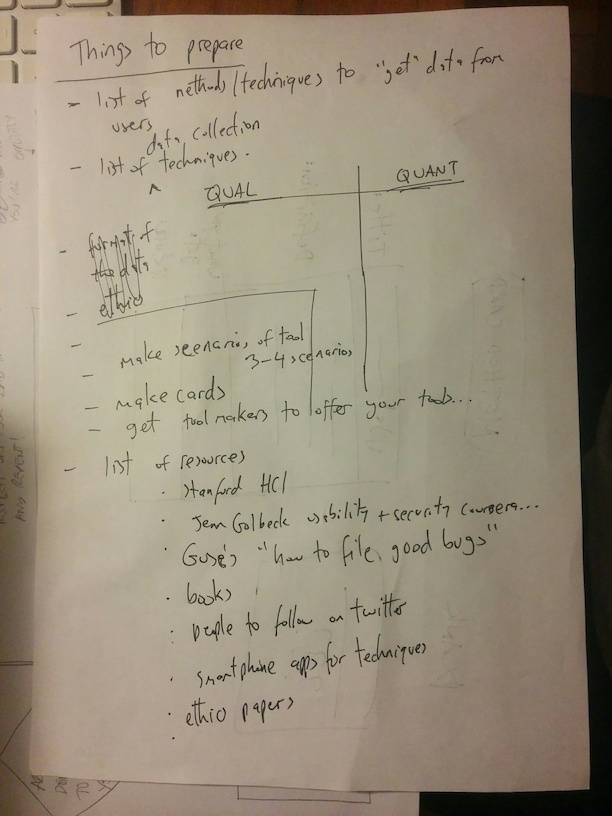 Things to prepare
- list of methods/techniques to "get" data from
users
data collection
- list of techniques.
^
QUAL QUANT
- format of
the data
- ethics
-
- make scenarios of tool
3-4 scenarios
- make cards
- get tool makers to offer your tools...
- list of resources
· Stanford HCI
· Jen Golbeck usability + security coursera...
· Guse's "how to file good bugs"
· books
· people to follow on twitter
· smartphone apps for techniques
· ethics papers
·